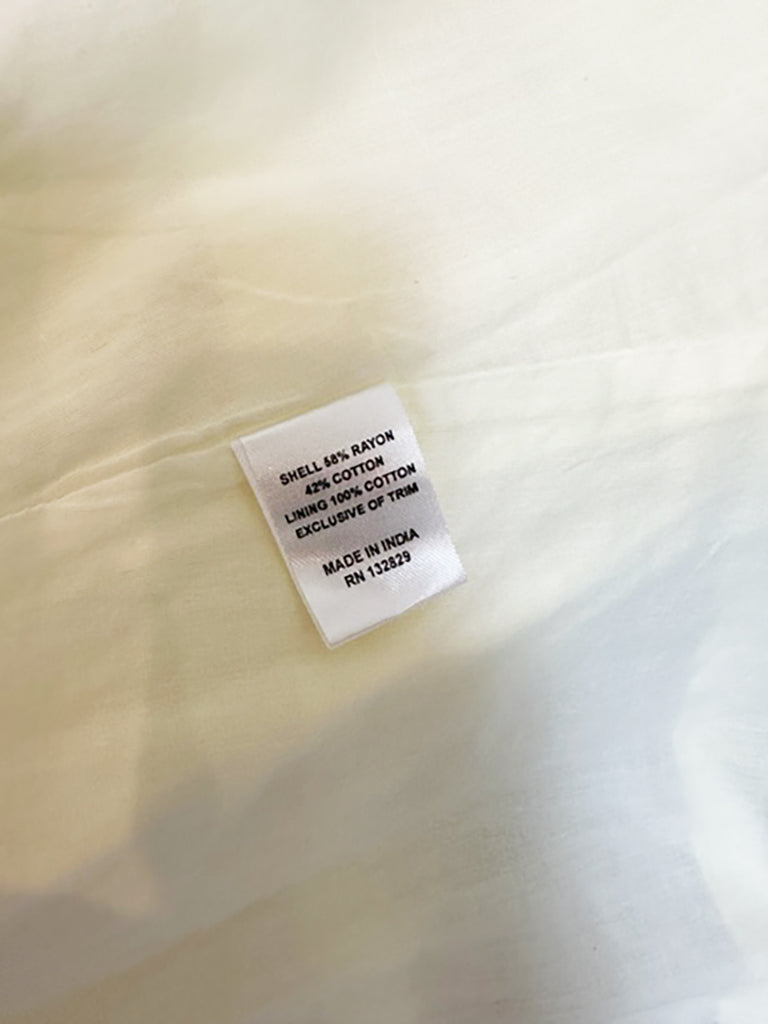 SHELL 58% RAYON
42% COTTON
LINING 100% COTTON
EXCLUSIVE OF TRIM
MADE IN INDIA
RN 132829